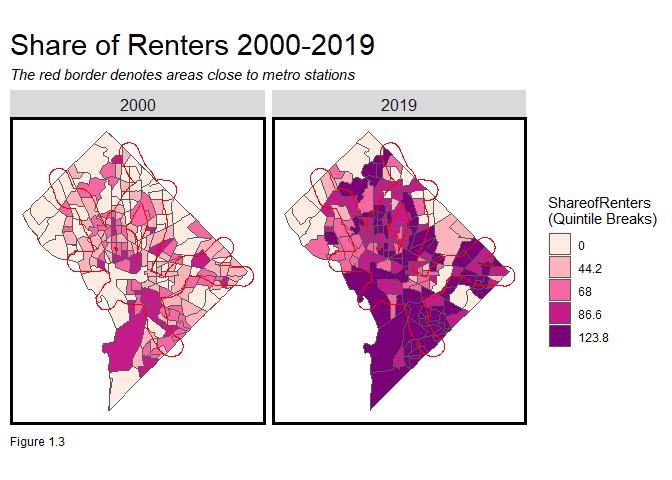 Share of Renters 2000-2019
The red border denotes areas close to metro stations
2000
2019
ShareofRenters
(Quintile Breaks)
0
44.2
68
86.6
123.8
Figure 1.3